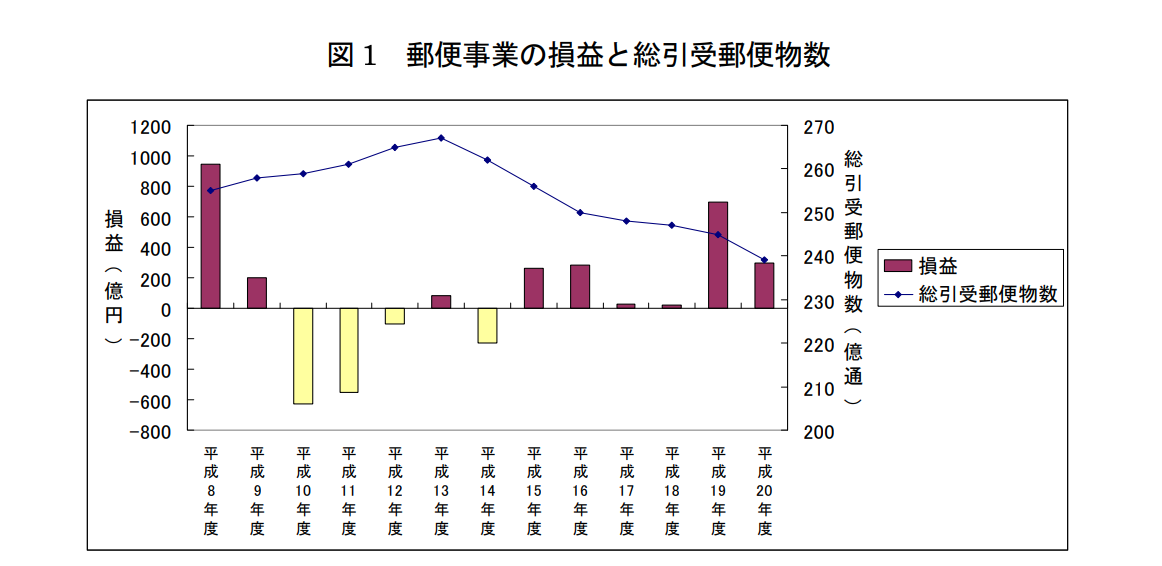 図1 郵便事業の損益と総引受郵便物数
1200
1000
800
600
400
200
0
-200
-400
-600
-800
損益(億円)
270
260
250
240
230
220
210
200
総引受郵便物数(億通)
損益
総引受郵便物数
平成8年度
平成9年度
平成10年度
平成11年度
平成12年度
平成13年度
平成14年度
平成15年度
平成16年度
平成17年度
平成18年度
平成19年度
平成20年度